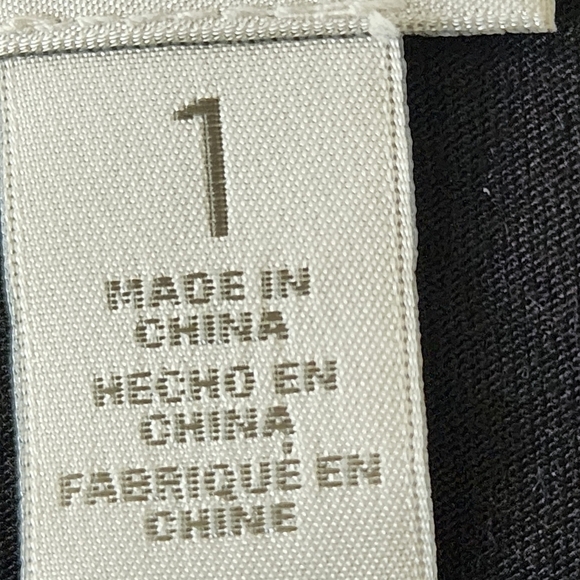 1
MADE IN
CHINA
HECHO EN
CHINA
FABRIQUÉ EN
CHINE